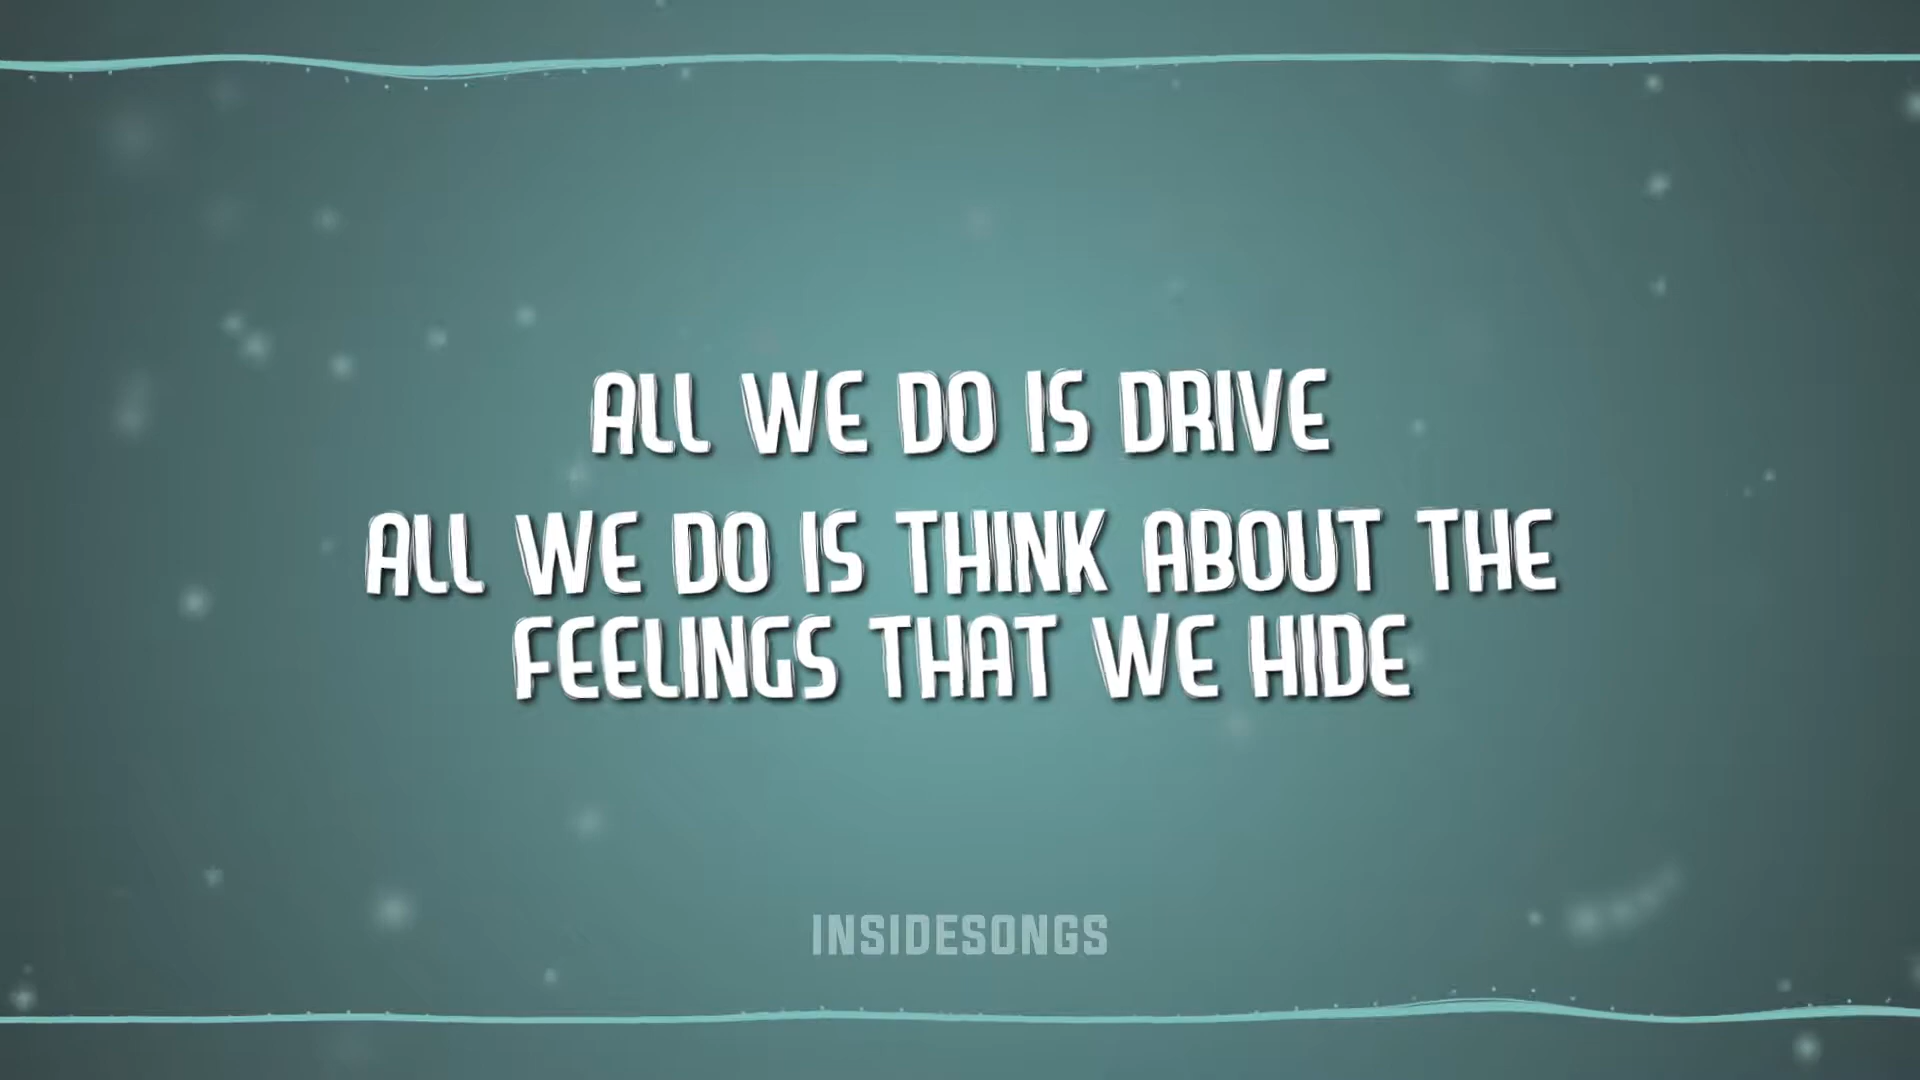 ALL WE DO IS DRIVE
ALL WE DO IS THINK ABOUT THE
FEELINGS THAT WE HIDE
INSIDESONGS